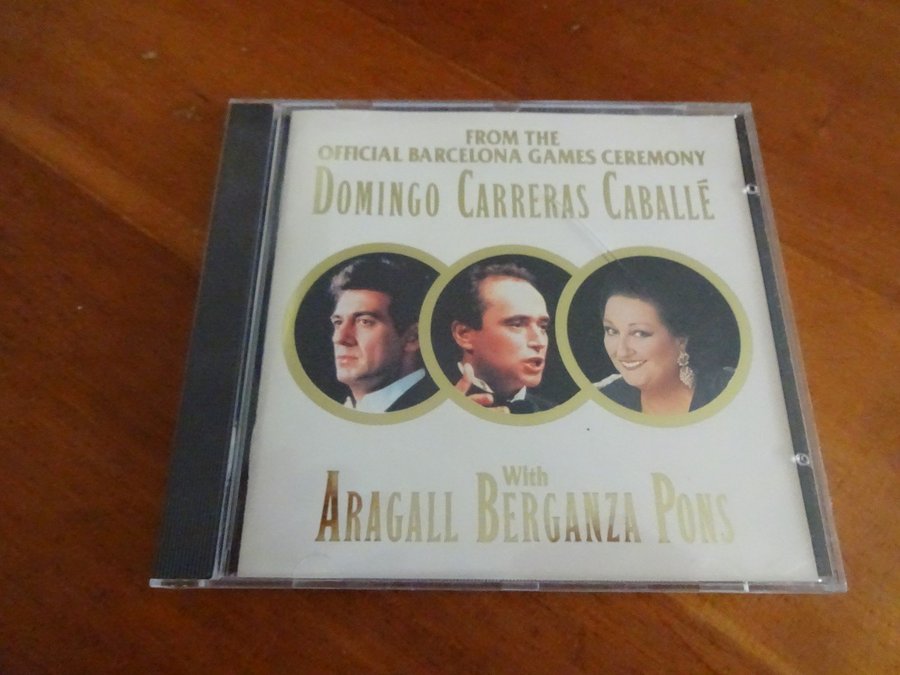 FROM THE
OFFICIAL BARCELONA GAMES CEREMONY
DOMINGO CARRERAS CABALLÉ
With
ARAGALL BERGANZA PONS